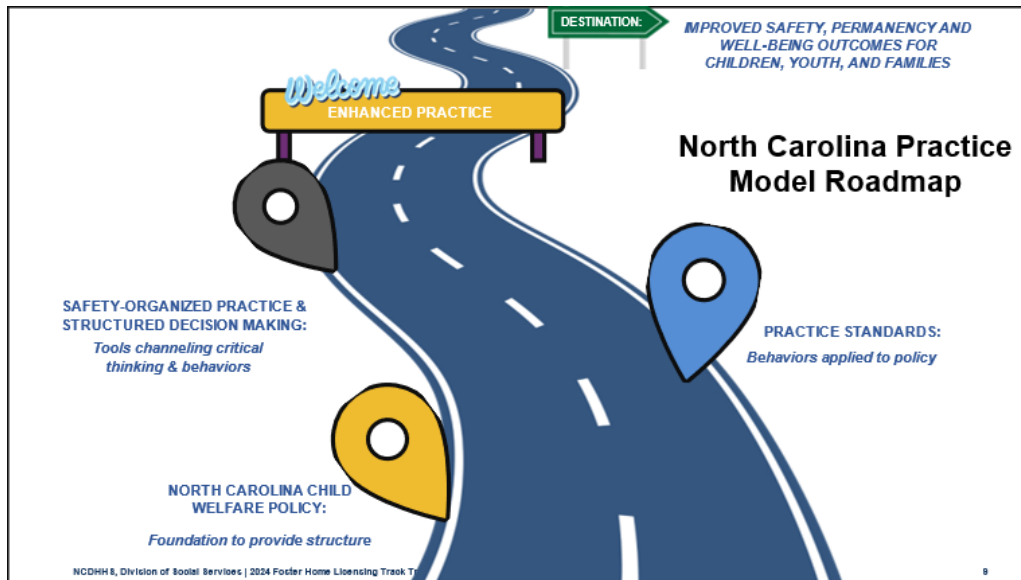 DESTINATION:
IMPROVED SAFETY, PERMANENCY AND
WELL-BEING OUTCOMES FOR
CHILDREN, YOUTH, AND FAMILIES
Welcome
ENHANCED PRACTICE
North Carolina Practice
Model Roadmap
SAFETY-ORGANIZED PRACTICE &
STRUCTURED DECISION MAKING:
Tools channeling critical
thinking & behaviors
PRACTICE STANDARDS:
Behaviors applied to policy
NORTH CAROLINA CHILD
WELFARE POLICY:
Foundation to provide structure
NCDHHS, Division of Social Services | 2024 Foster Home Licensing Track
9